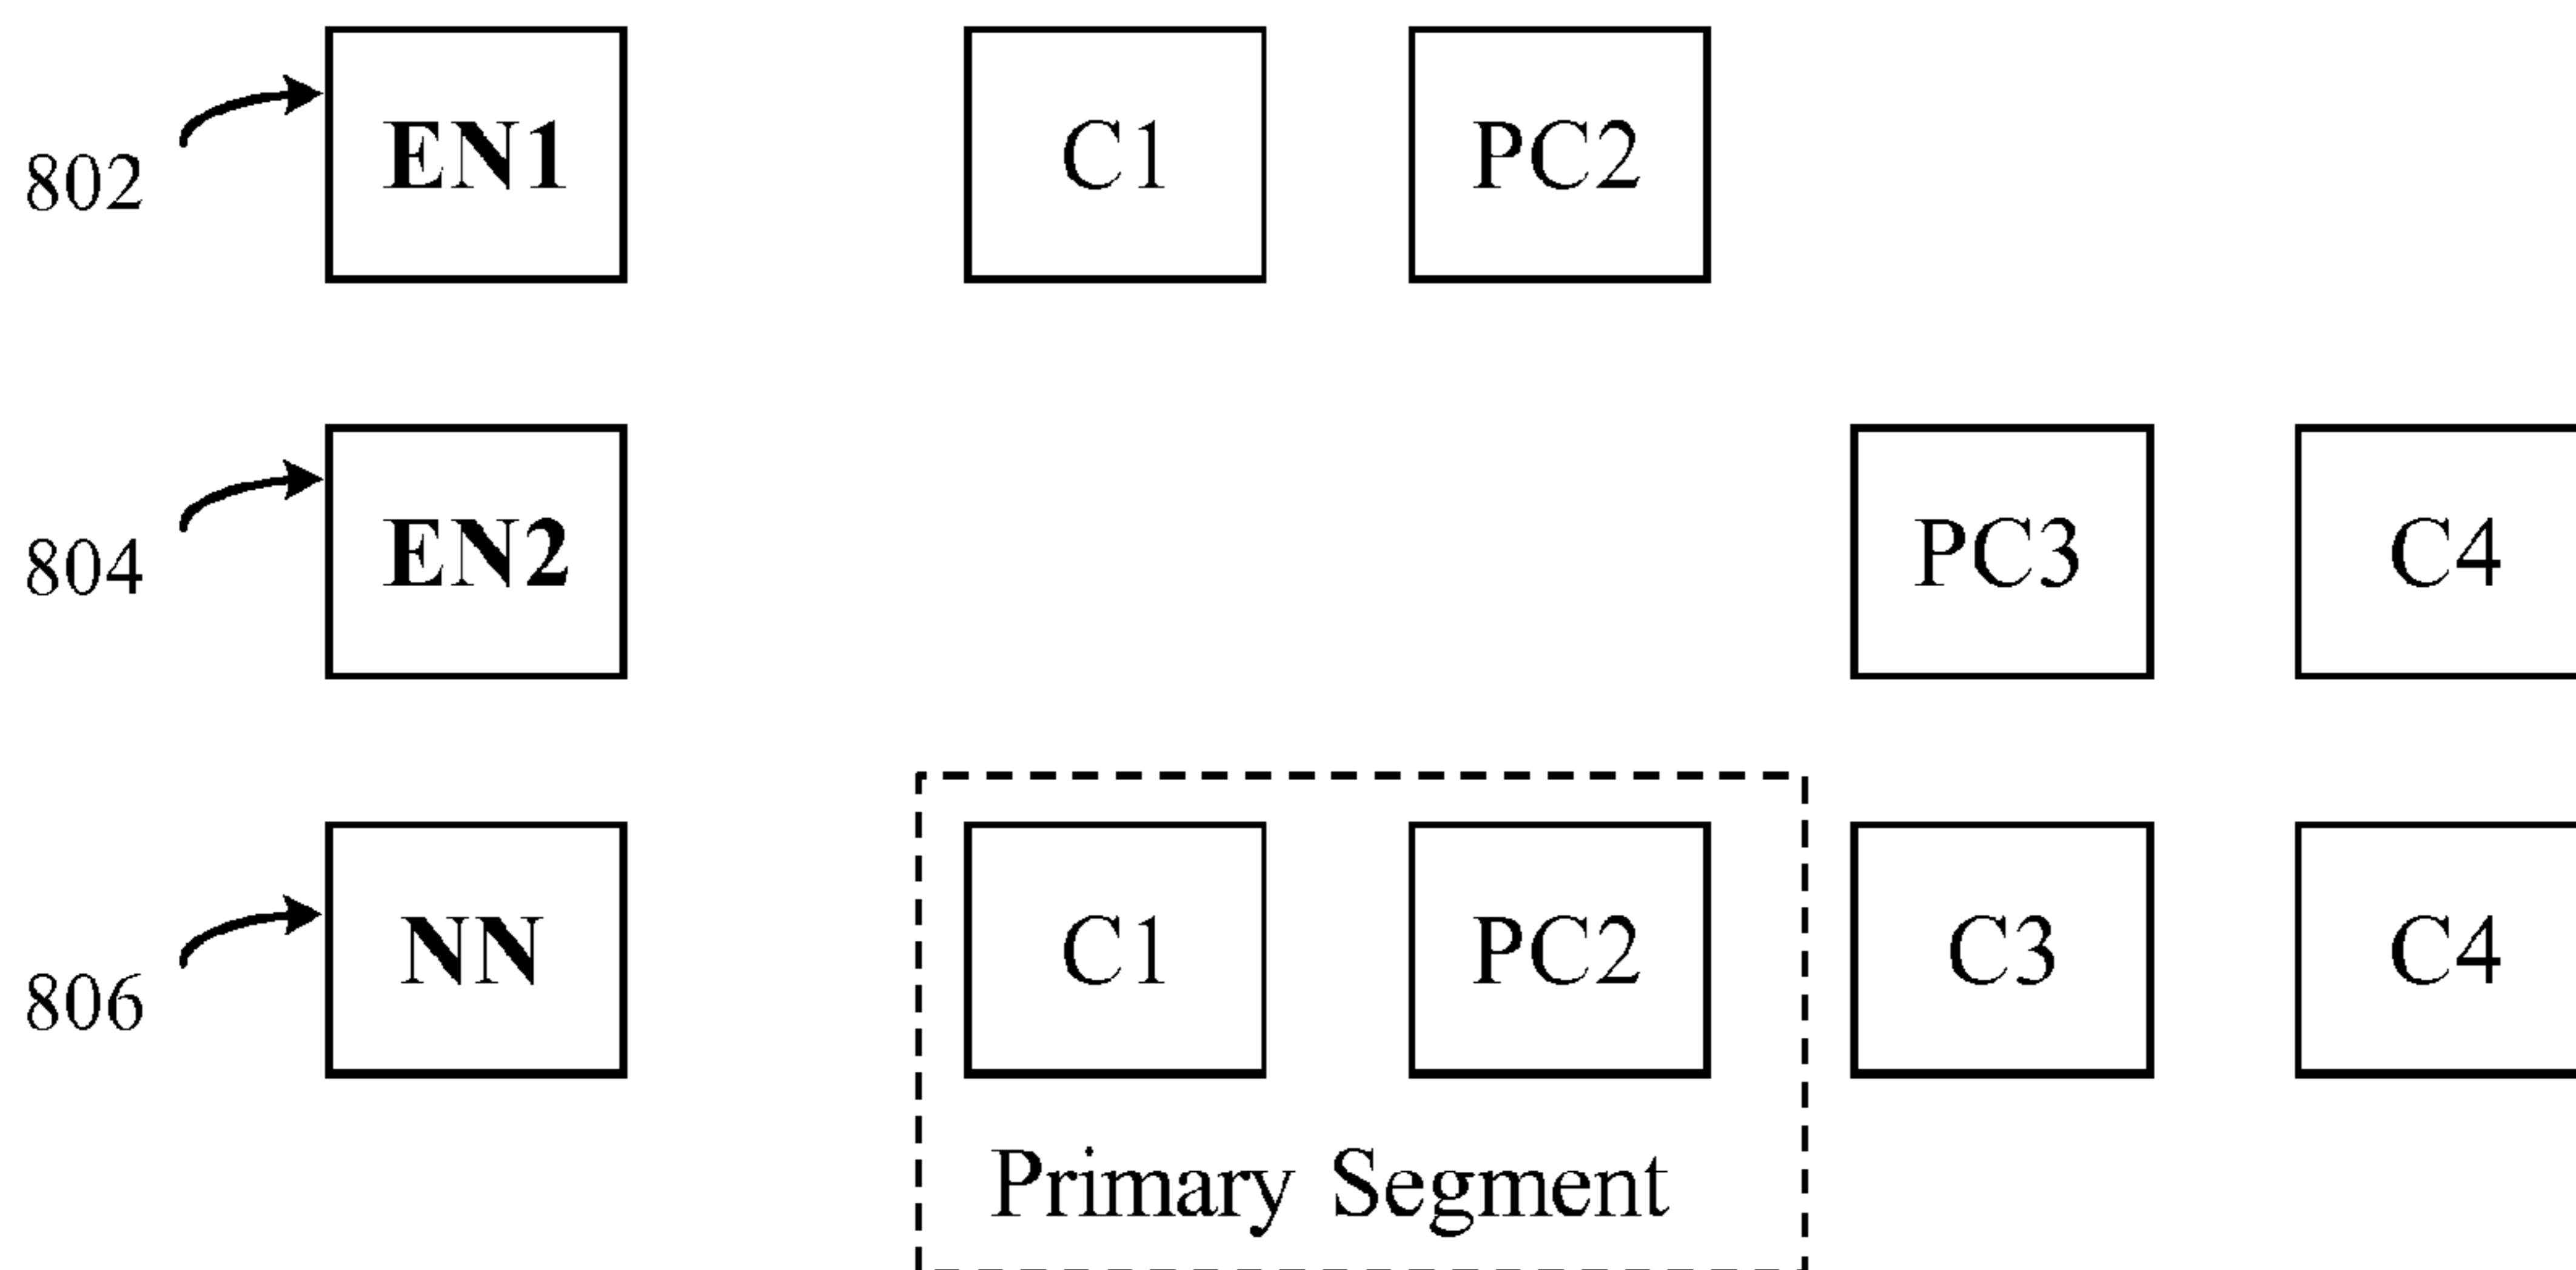 802 EN1 C1 PC2
804 EN2 PC3 C4
806 NN C1 PC2 C3 C4
Primary Segment